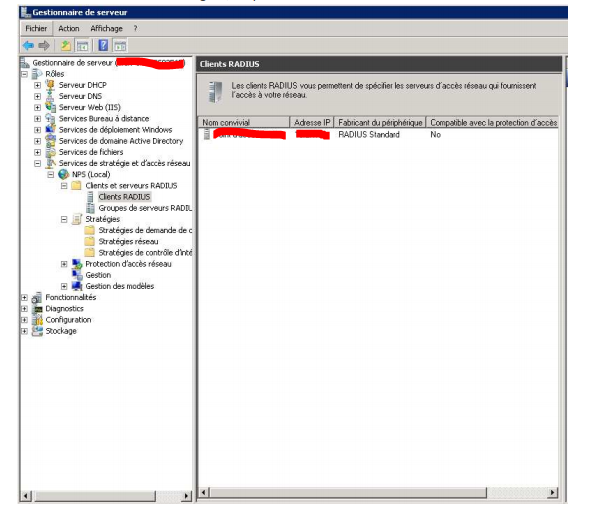 Gestionnaire de serveur
Fichier Action Affichage ?
Gestionnaire de serveur (
Rôles
Serveur DHCP
Serveur DNS
Serveur Web (IIS)
Services Bureau à distance
Services de déploiement Windows
Services de domaine Active Directory
Services de fichiers
Services de stratégie et d'accès réseau
NPS (Local)
Clients et serveurs RADIUS
Clients RADIUS
Groupes de serveurs RADIU
Stratégies
Stratégies de demande de c
Stratégies réseau
Stratégies de contrôle d'inté
Protection d'accès réseau
Gestion
Gestion des modèles
Fonctionnalités
Diagnostics
Configuration
Stockage
Clients RADIUS
Les clients RADIUS vous permettent de spécifier les serveurs d'accès réseau qui fournissent
l'accès à votre réseau.
Nom convivial Adresse IP Fabricant du périphérique Compatible avec la protection d'accès
RADIUS Standard No